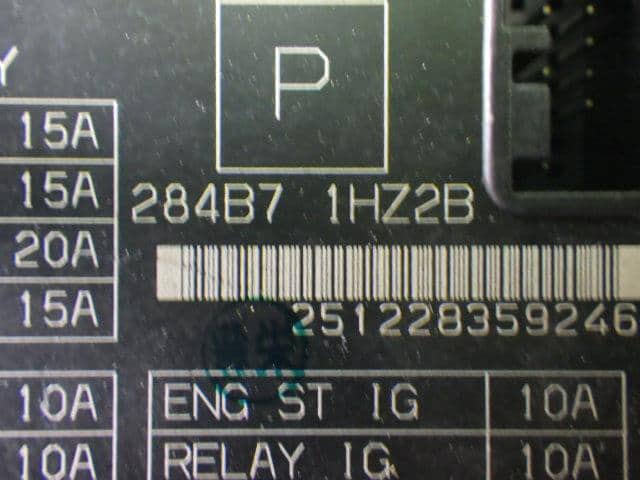 P
15A
15A
284B7 1HZ2B
20A
15A
251228359246
10A
ENG ST IG 10A
10A
RELAY IG 10A